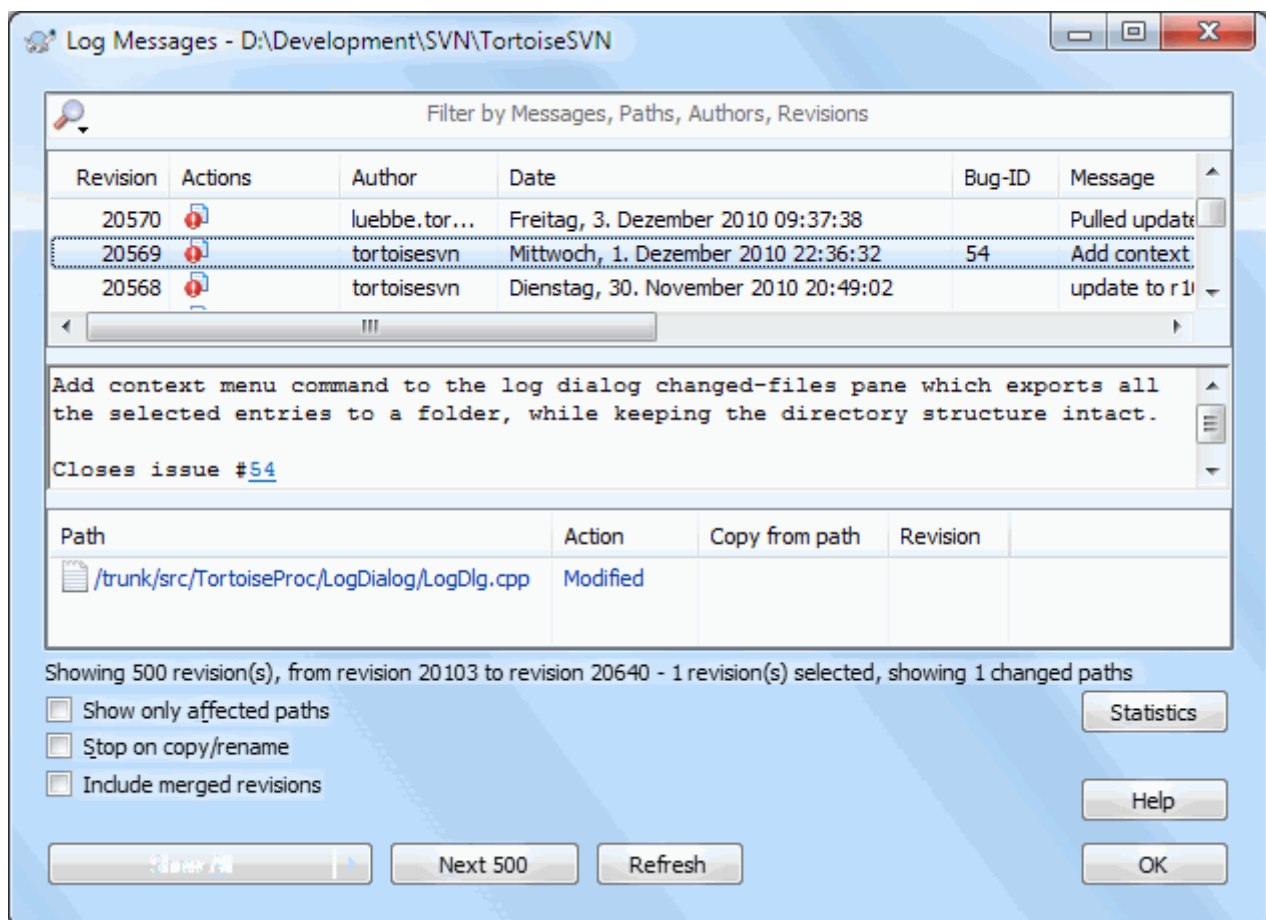 Log Messages - D:\Development\SVN\TortoiseSVN
Filter by Messages, Paths, Authors, Revisions
Revision Actions Author Date Bug-ID Message
20570 luebbe.tor... Freitag, 3. Dezember 2010 09:37:38 Pulled update
20569 tortoisesvn Mittwoch, 1. Dezember 2010 22:36:32 54 Add context
20568 tortoisesvn Dienstag, 30. November 2010 20:49:02 update to
Add context menu command to the log dialog changed-files pane which exports all
the selected entries to a folder, while keeping the directory structure intact.
Closes issue #54
Path Action Copy from path Revision
/trunk/src/TortoiseProc/LogDialog/LogDlg.cpp Modified
Showing 500 revision(s), from revision 20103 to revision 20640 - 1 revision(s) selected, showing 1 changed paths
Show only affected paths
Statistics
Stop on copy/rename
Include merged revisions
Help
Show All Next 500 Refresh OK